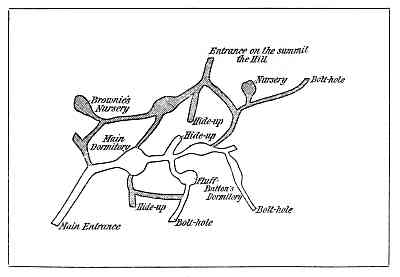 Entrance on the summit
the Hill.
Nursery
Bolt-hole
Brownie's
Nursery
Hide-up
Hide-up
Main
Dormitory
Fluff-
Button's
Dormitory
Hide-up
Bolt-hole
Bolt-hole
Main Entrance